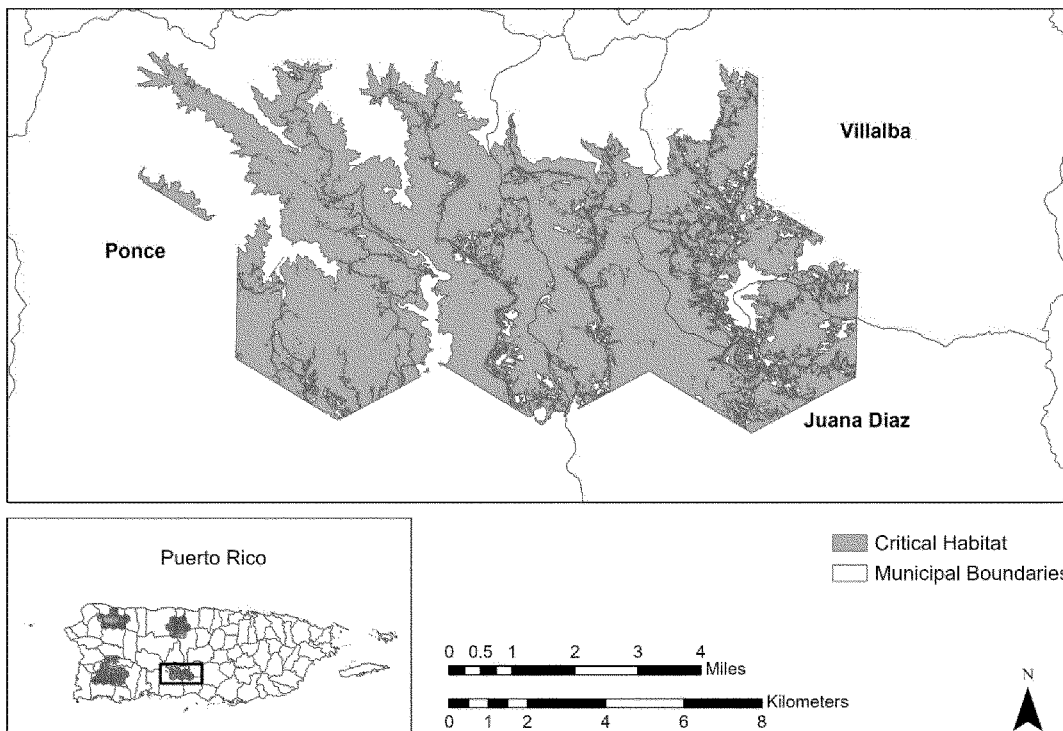 Villalba
Ponce
Juana Diaz
Puerto Rico
Critical Habitat
Municipal Boundaries
0 0.5 1 2 3 4
Miles
Kilometers
0 1 2 4 6 8
N